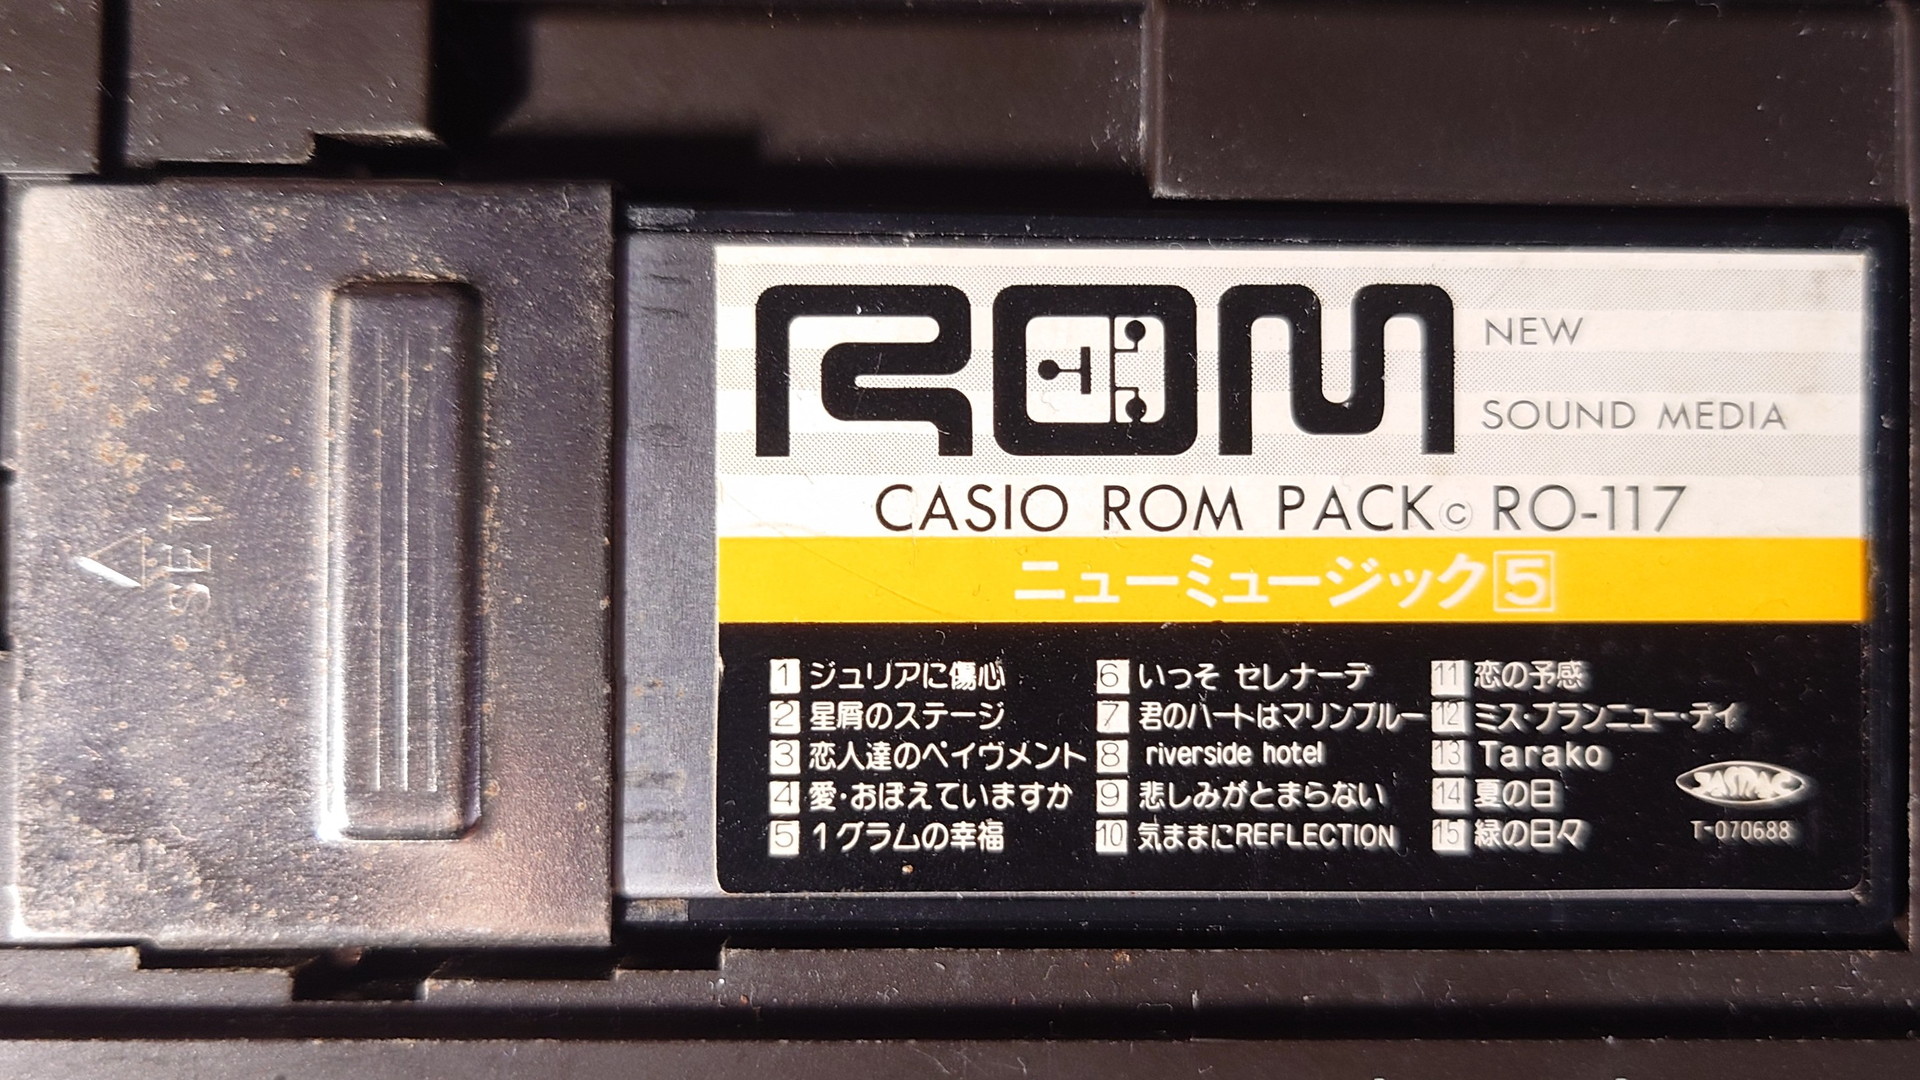 SET
ROM
NEW
SOUND MEDIA
CASIO ROM PACK© RO-117
ニューミュージック5
1 ジュリアに傷心
2 星屑のステージ
3 恋人達のペイヴメント
4 愛・おぼえていますか
5 1グラムの幸福
6 いっそ セレナーデ
7 君のハートはマリンブルー
8 riverside hotel
9 悲しみがとまらない
10 気ままにREFLECTION
11 恋の予感
12 ミス・ブランニュー・デイ
13 Tarako
14 夏の日
15 緑の日々
JASRAC
T-070688